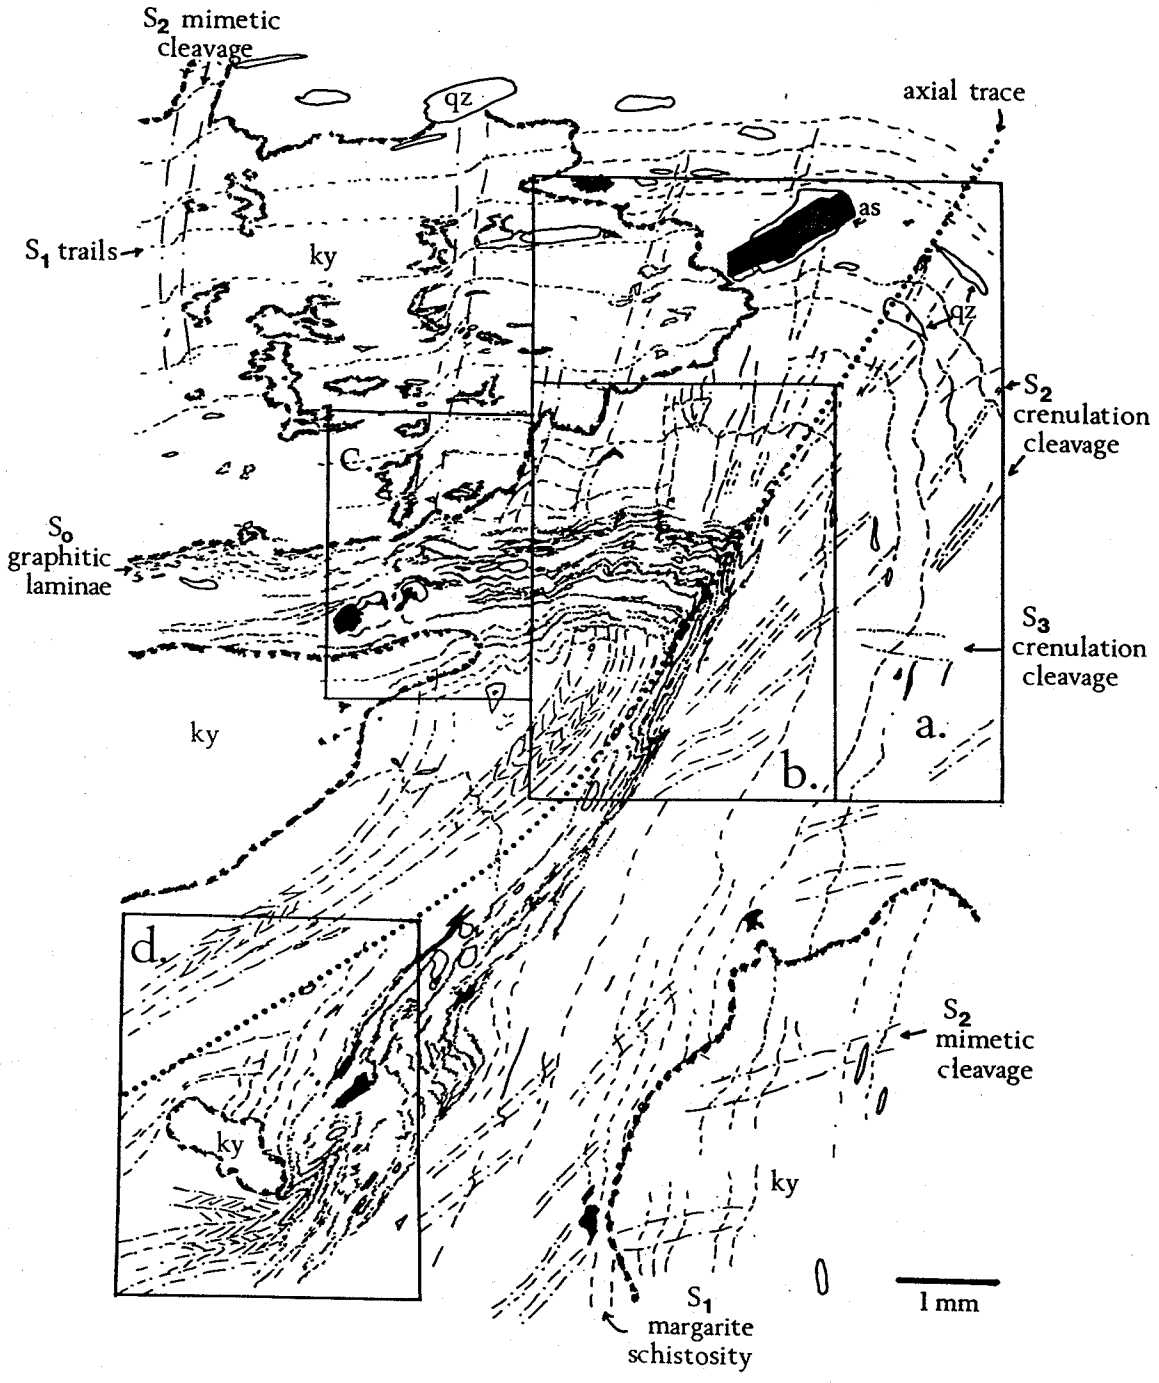 S2 mimetic
cleavage
axial trace
qz
as
S1 trails
ky
qz
S2
crenulation
cleavage
c.
S0
graphitic
laminae
S3
crenulation
cleavage
a.
ky
b.
d.
S2
mimetic
cleavage
ky
ky
1 mm
S1
margarite
schistosity